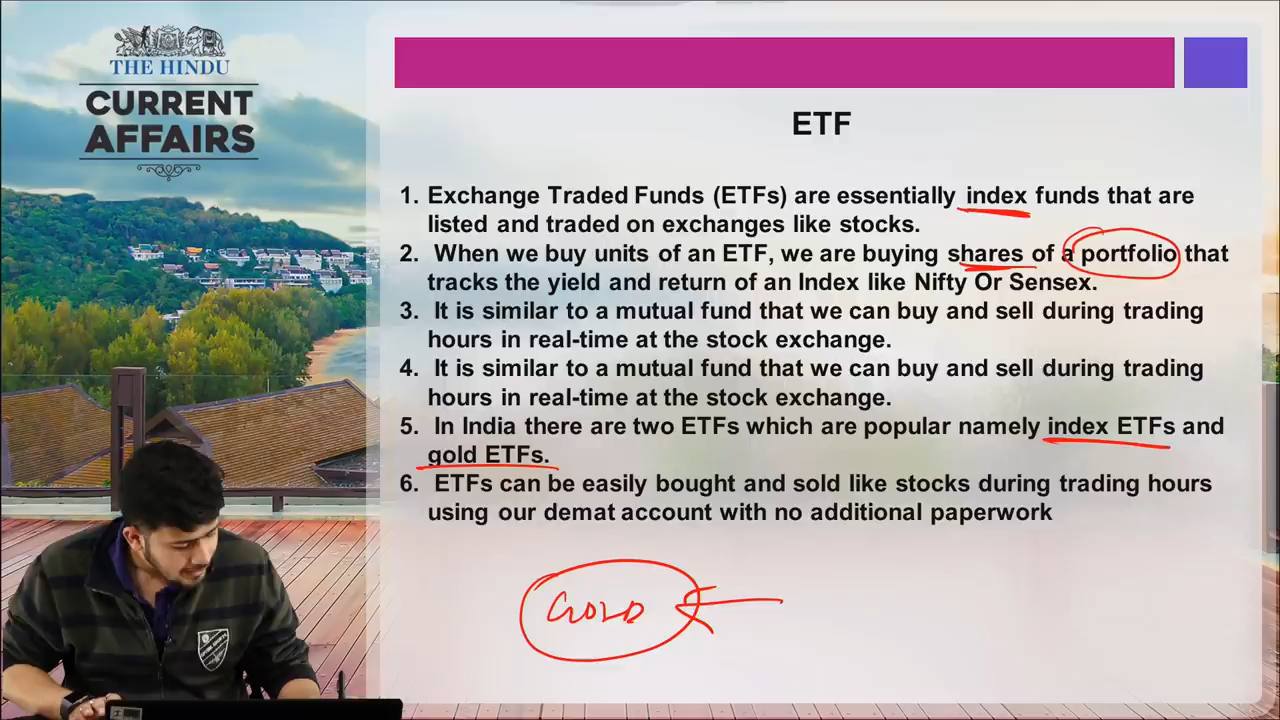 THE HINDU
CURRENT
AFFAIRS
ETF
1. Exchange Traded Funds (ETFs) are essentially index funds that are
listed and traded on exchanges like stocks.
2. When we buy units of an ETF, we are buying shares of a portfolio that
tracks the yield and return of an Index like Nifty Or Sensex.
3. It is similar to a mutual fund that we can buy and sell during trading
hours in real-time at the stock exchange.
4. It is similar to a mutual fund that we can buy and sell during trading
hours in real-time at the stock exchange.
5. In India there are two ETFs which are popular namely index ETFs and
gold ETFs.
6. ETFs can be easily bought and sold like stocks during trading hours
using our demat account with no additional paperwork
GOLD